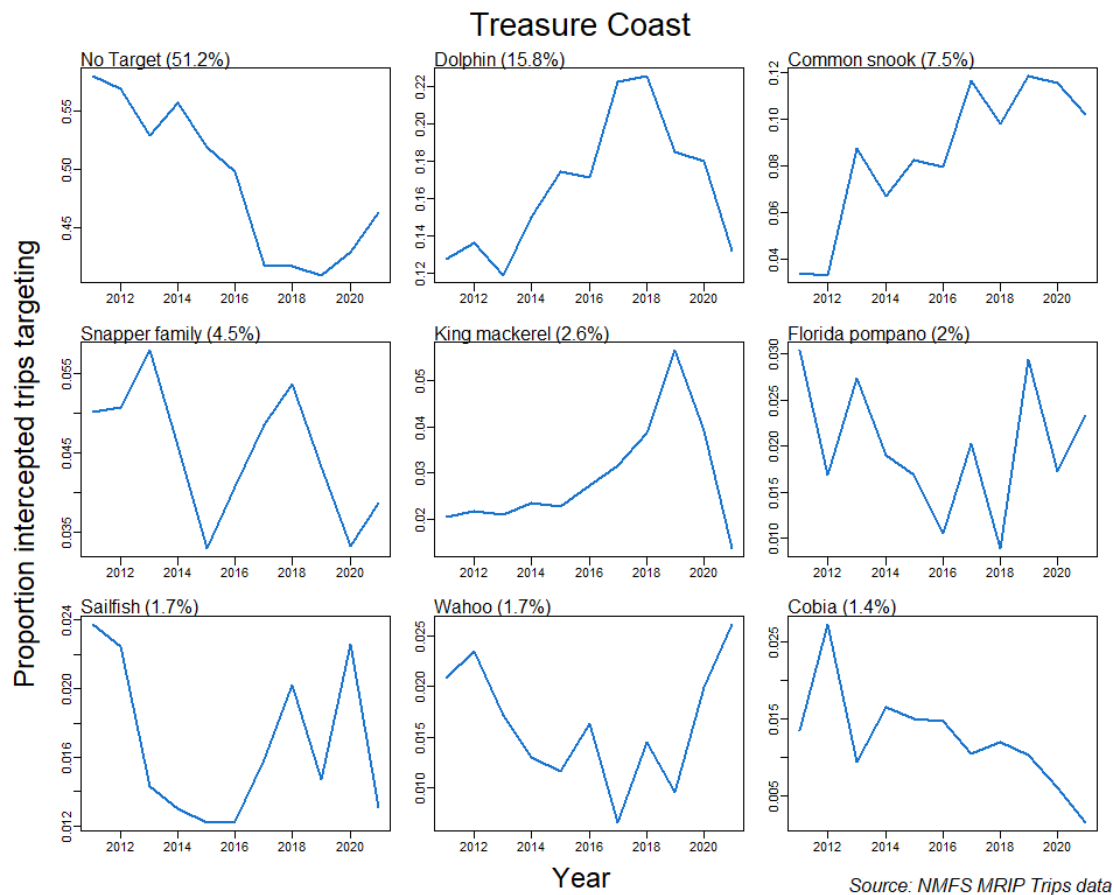 Treasure Coast
Proportion intercepted trips targeting
No Target (51.2%)
0.55
0.50
0.45
2012 2014 2016 2018 2020
Dolphin (15.8%)
0.22
0.20
0.18
0.16
0.14
0.12
2012 2014 2016 2018 2020
Common snook (7.5%)
0.12
0.10
0.08
0.06
0.04
2012 2014 2016 2018 2020
Snapper family (4.5%)
0.055
0.045
0.035
2012 2014 2016 2018 2020
King mackerel (2.6%)
0.05
0.04
0.03
0.02
2012 2014 2016 2018 2020
Florida pompano (2%)
0.030
0.025
0.020
0.015
0.010
2012 2014 2016 2018 2020
Sailfish (1.7%)
0.024
0.020
0.016
0.012
2012 2014 2016 2018 2020
Wahoo (1.7%)
0.025
0.020
0.015
0.010
2012 2014 2016 2018 2020
Cobia (1.4%)
0.025
0.015
0.005
2012 2014 2016 2018 2020
Year
Source: NMFS MRIP Trips data